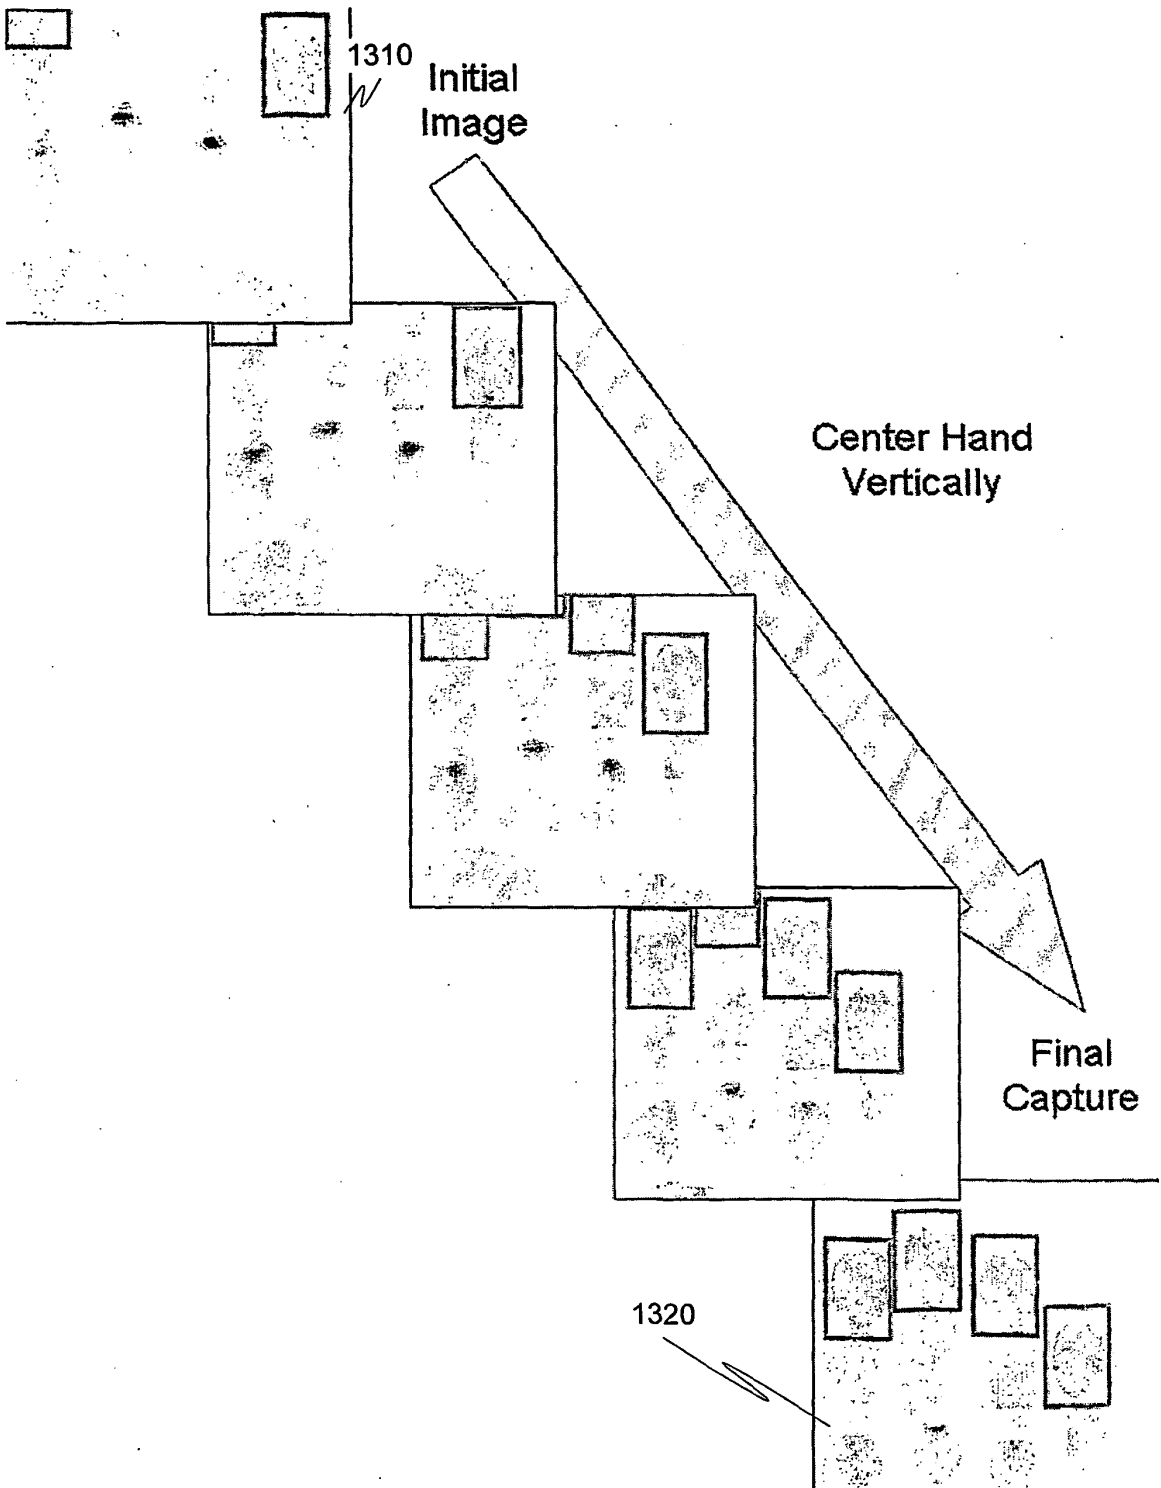 1310
Initial
Image
Center Hand
Vertically
Final
Capture
1320